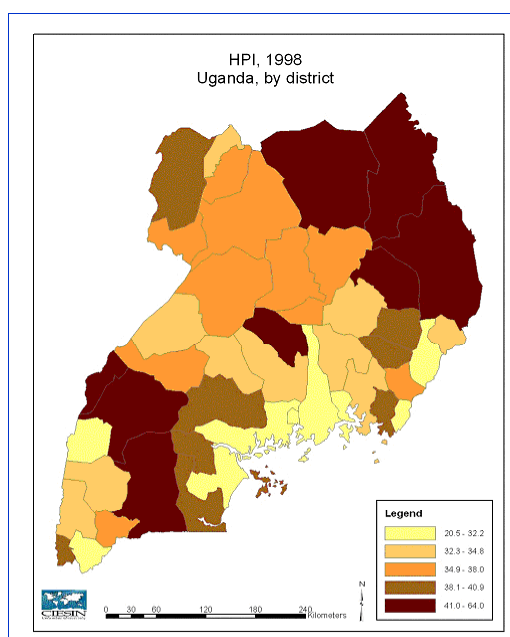 HPI, 1998
Uganda, by district
Legend
20.5 - 32.2
32.3 - 34.8
34.9 - 38.0
38.1 - 40.9
41.0 - 64.0
N
CIESIN
0 30 60 120 180 240
Kilometers